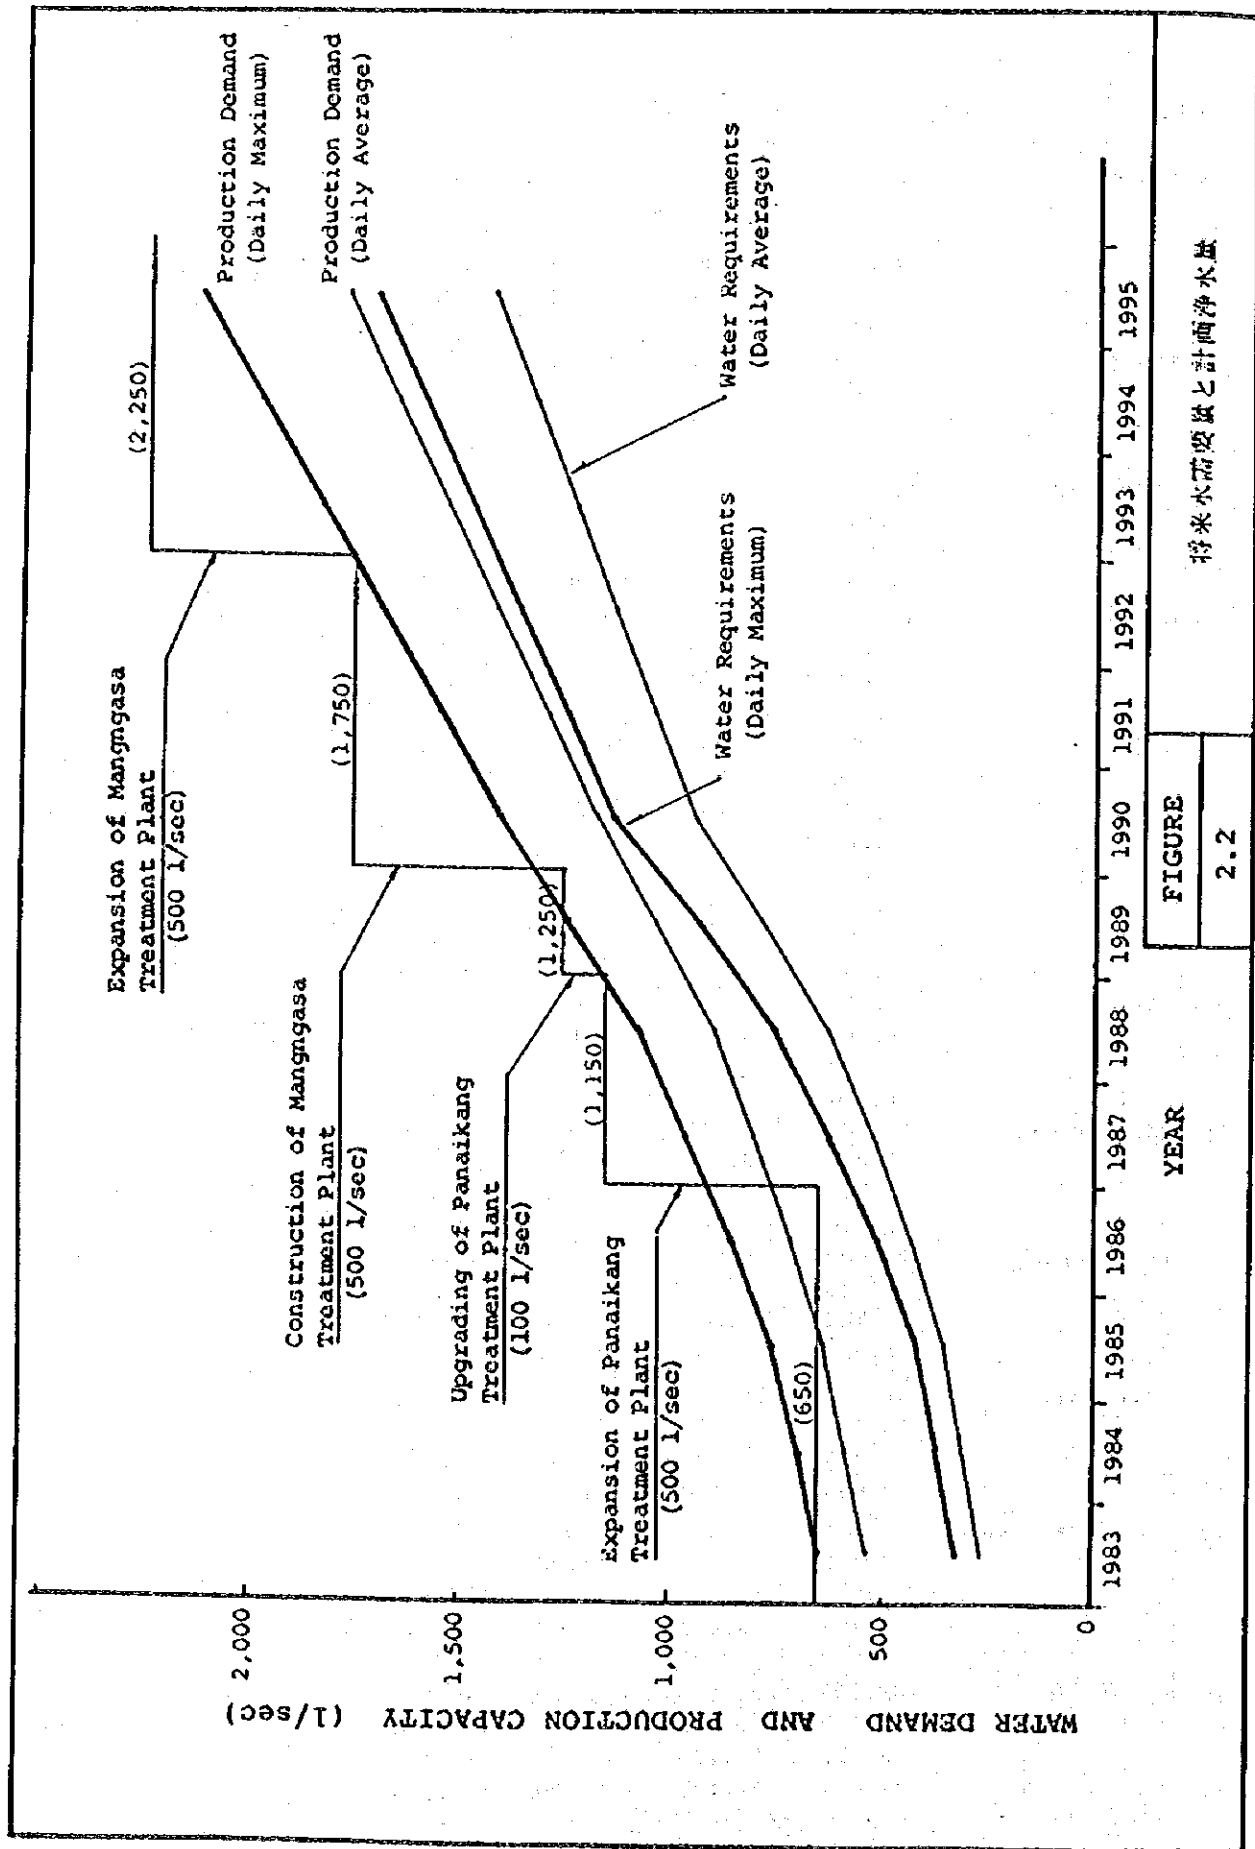 WATER DEMAND AND PRODUCTION CAPACITY
(l/sec)
2,000
1,500
1,000
500
0
Expansion of Mangngasa
Treatment Plant
(500 l/sec)
Construction of Mangngasa
Treatment Plant
(500 l/sec)
Upgrading of Panaikang
Treatment Plant
(100 l/sec)
Expansion of Panaikang
Treatment Plant
(500 l/sec)
(650)
(1,150)
(1,250)
(1,750)
(2,250)
Production Demand
(Daily Maximum)
Production Demand
(Daily Average)
Water Requirements
(Daily Average)
Water Requirements
(Daily Maximum)
1983
1984
1985
1986
1987
1988
1989
1990
1991
1992
1993
1994
1995
YEAR
FIGURE
2.2
将来水需要量と計画浄水量